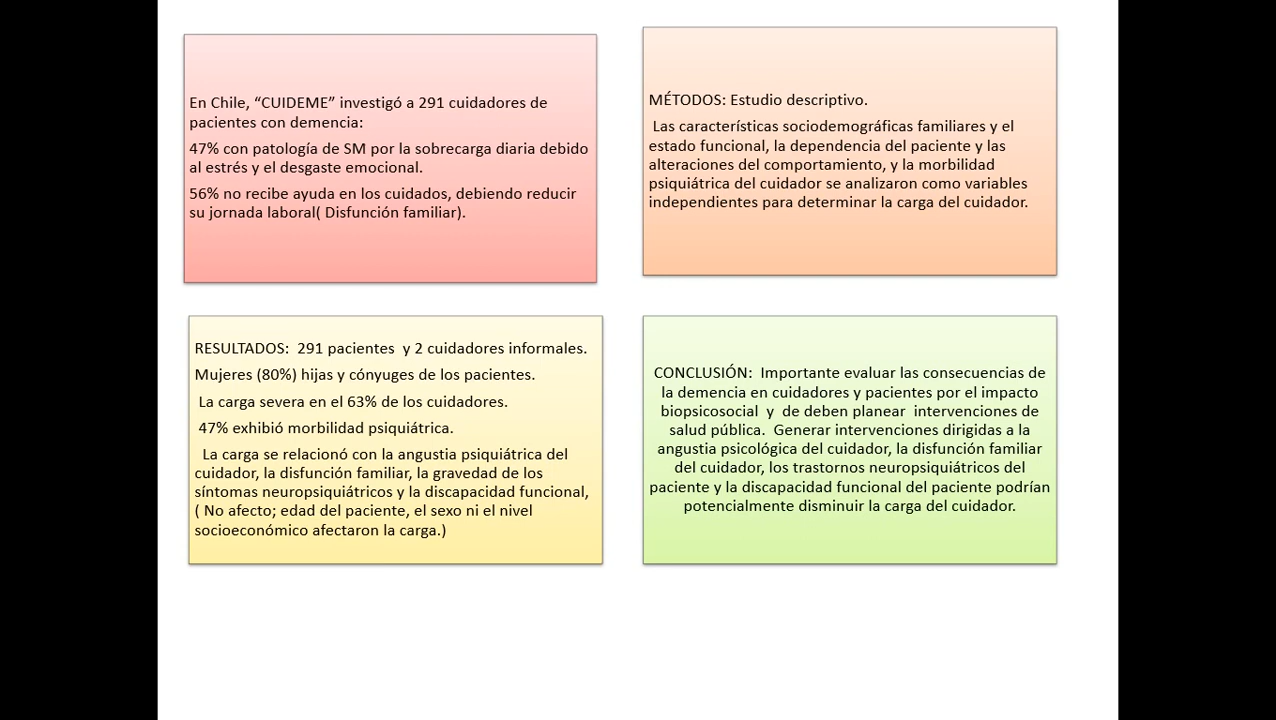 En Chile, “CUIDEME” investigó a 291 cuidadores de
pacientes con demencia:
47% con patología de SM por la sobrecarga diaria debido
al estrés y el desgaste emocional.
56% no recibe ayuda en los cuidados, debiendo reducir
su jornada laboral( Disfunción familiar).
MÉTODOS: Estudio descriptivo.
Las características sociodemográficas familiares y el
estado funcional, la dependencia del paciente y las
alteraciones del comportamiento, y la morbilidad
psiquiátrica del cuidador se analizaron como variables
independientes para determinar la carga del cuidador.
RESULTADOS:  291 pacientes  y 2 cuidadores informales.
Mujeres (80%) hijas y cónyuges de los pacientes.
La carga severa en el 63% de los cuidadores.
47% exhibió morbilidad psiquiátrica.
La carga se relacionó con la angustia psiquiátrica del
cuidador, la disfunción familiar, la gravedad de los
síntomas neuropsiquiátricos y la discapacidad funcional,
( No afecto; edad del paciente, el sexo ni el nivel
socioeconómico afectaron la carga.)
CONCLUSIÓN:  Importante evaluar las consecuencias de
la demencia en cuidadores y pacientes por el impacto
biopsicosocial  y  de deben planear  intervenciones de
salud pública.  Generar intervenciones dirigidas a la
angustia psicológica del cuidador, la disfunción familiar
del cuidador, los trastornos neuropsiquiátricos del
paciente y la discapacidad funcional del paciente podrían
potencialmente disminuir la carga del cuidador.